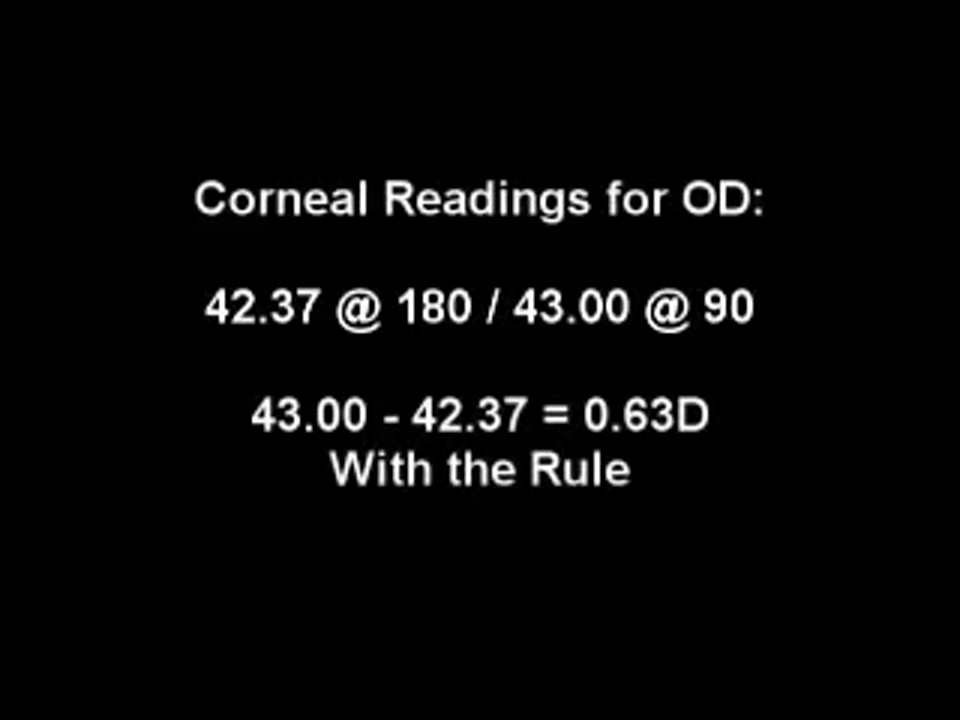 Corneal Readings for OD:
42.37 @ 180 / 43.00 @ 90
43.00 - 42.37 = 0.63D
With the Rule